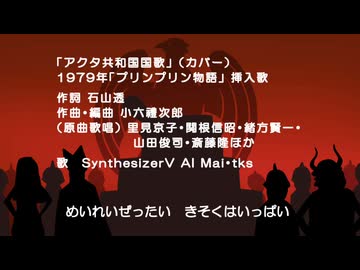 「アクタ共和国国歌」（カバー）
1979年「プリンプリン物語」 挿入歌
作詞 石山透
作曲・編曲 小六禮次郎
（原曲歌唱） 里見京子・関根信昭・緒方賢一・
山田俊司・斎藤隆ほか
歌　SynthesizerV AI Mai・tks
めいれいぜったい　きそくはいっぱい